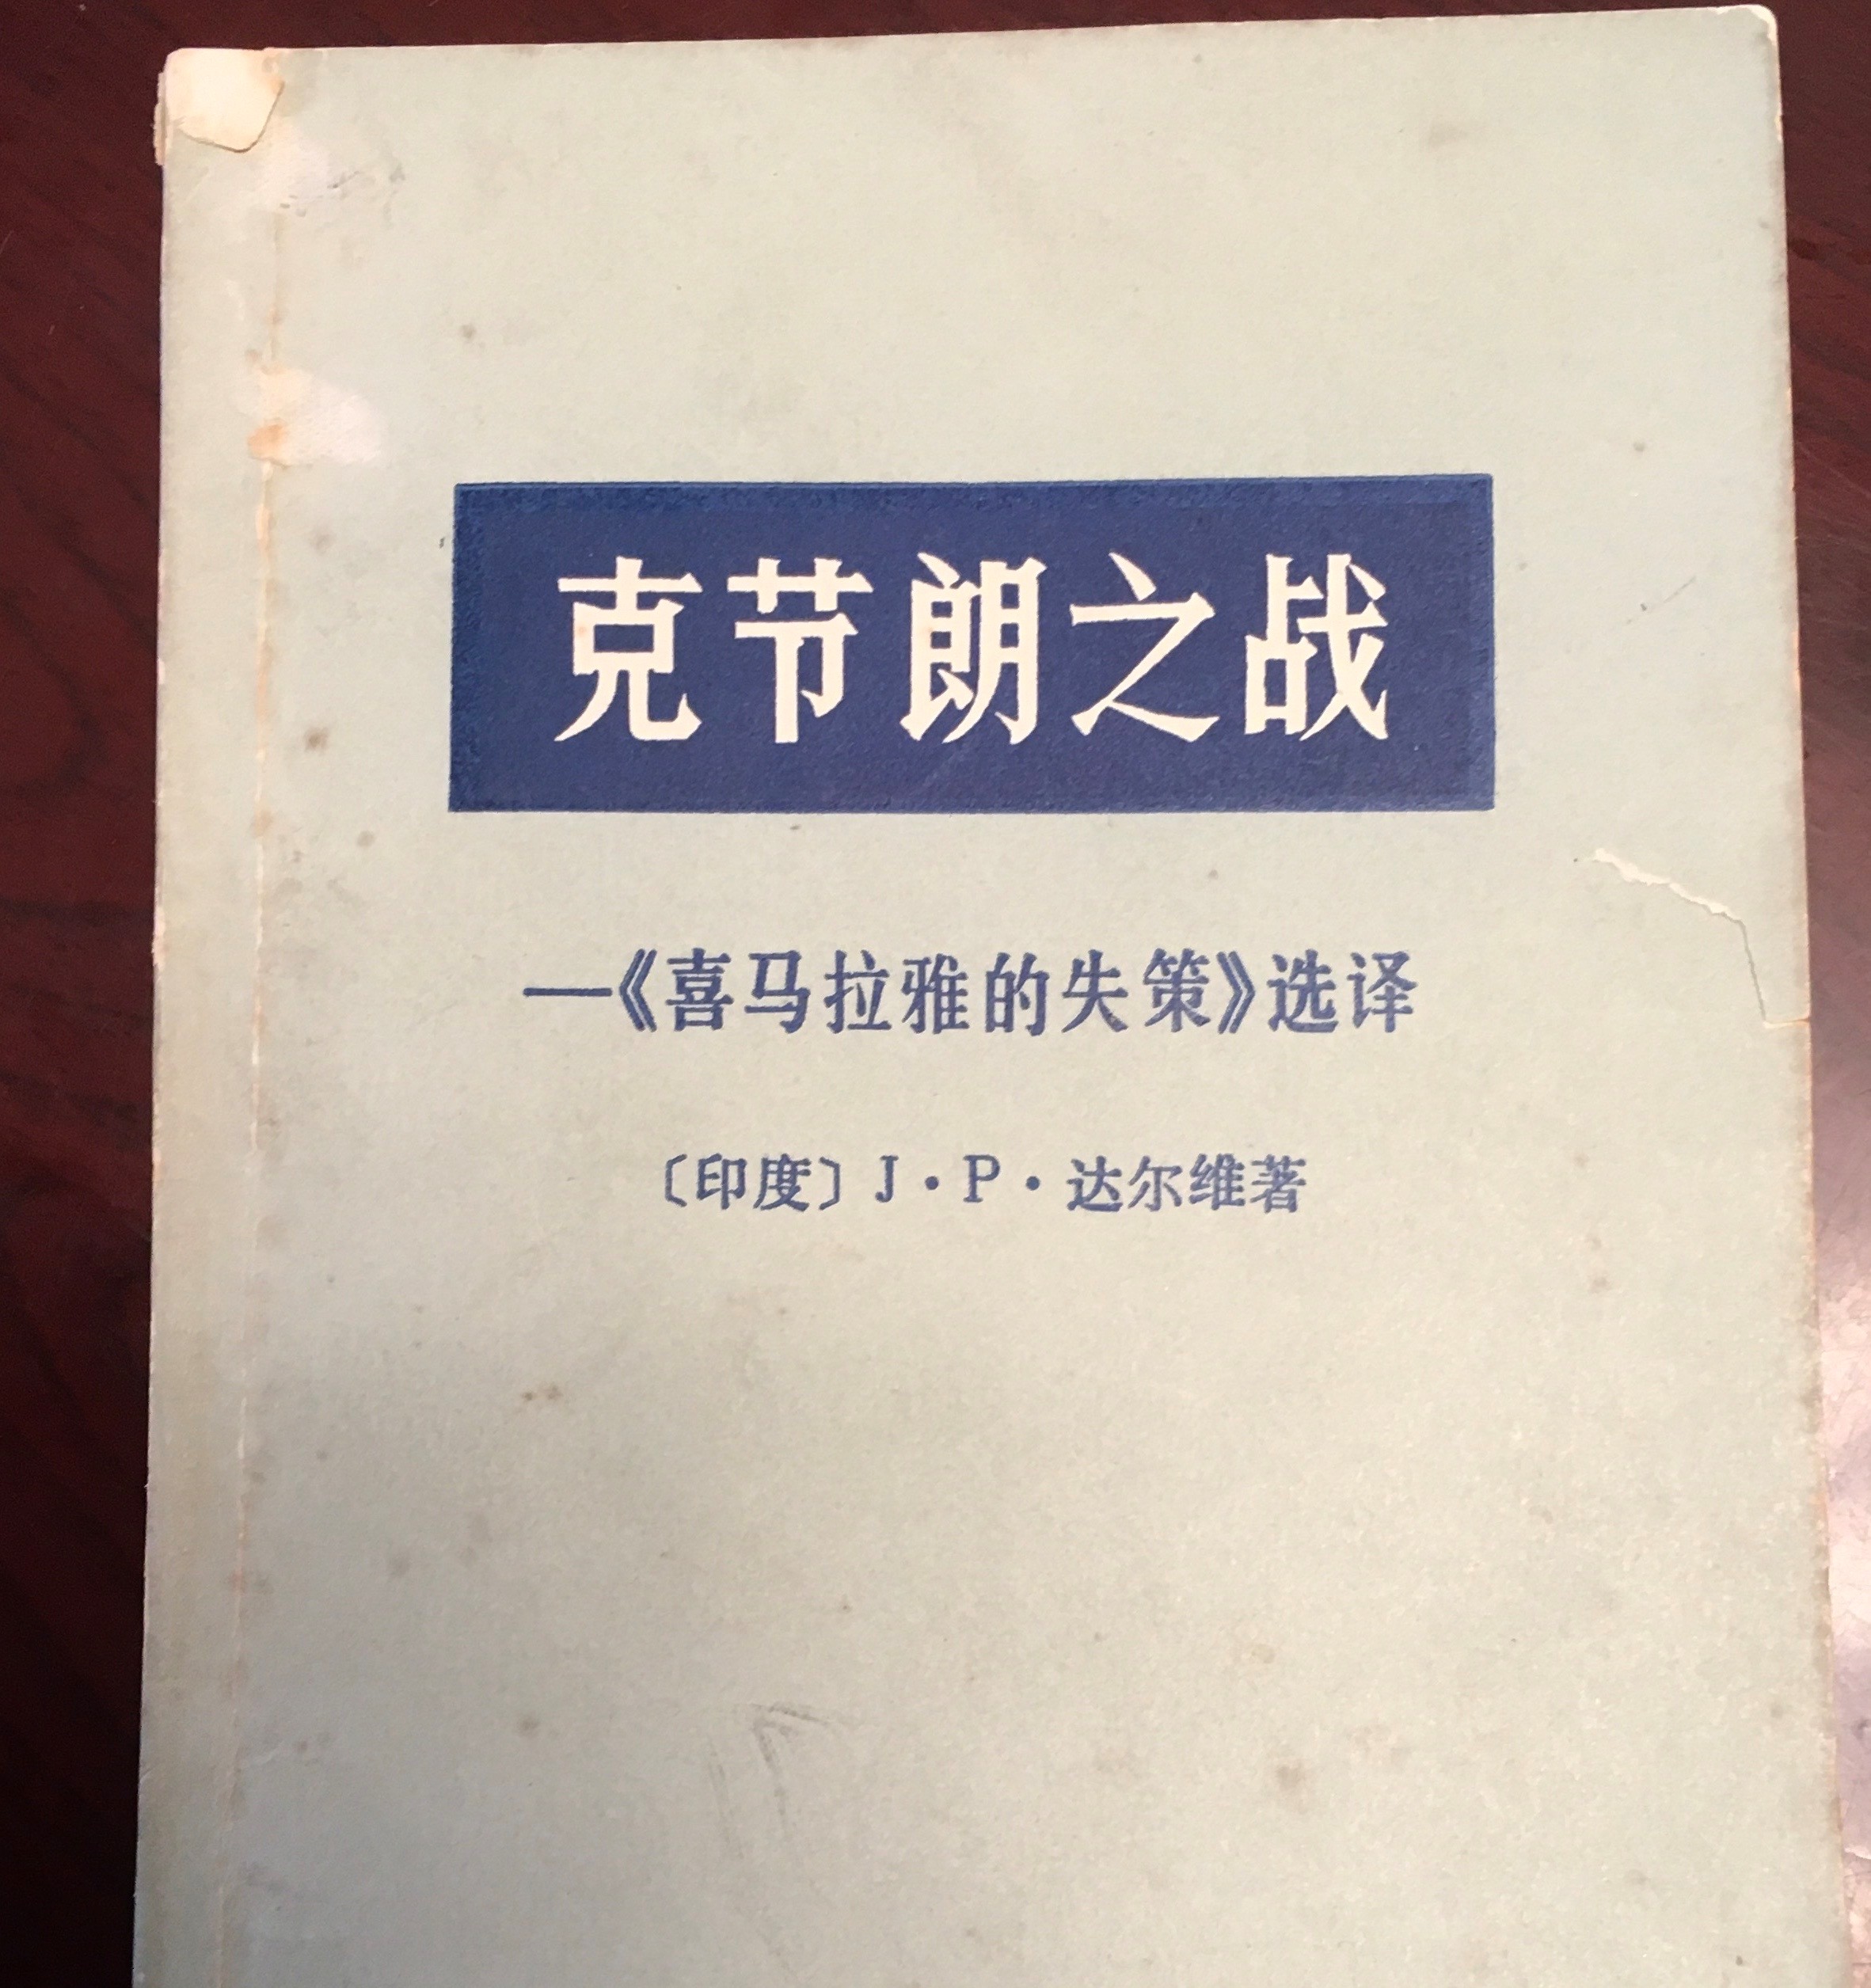 克节朗之战
—《喜马拉雅的失策》选译
〔印度〕J·P·达尔维著